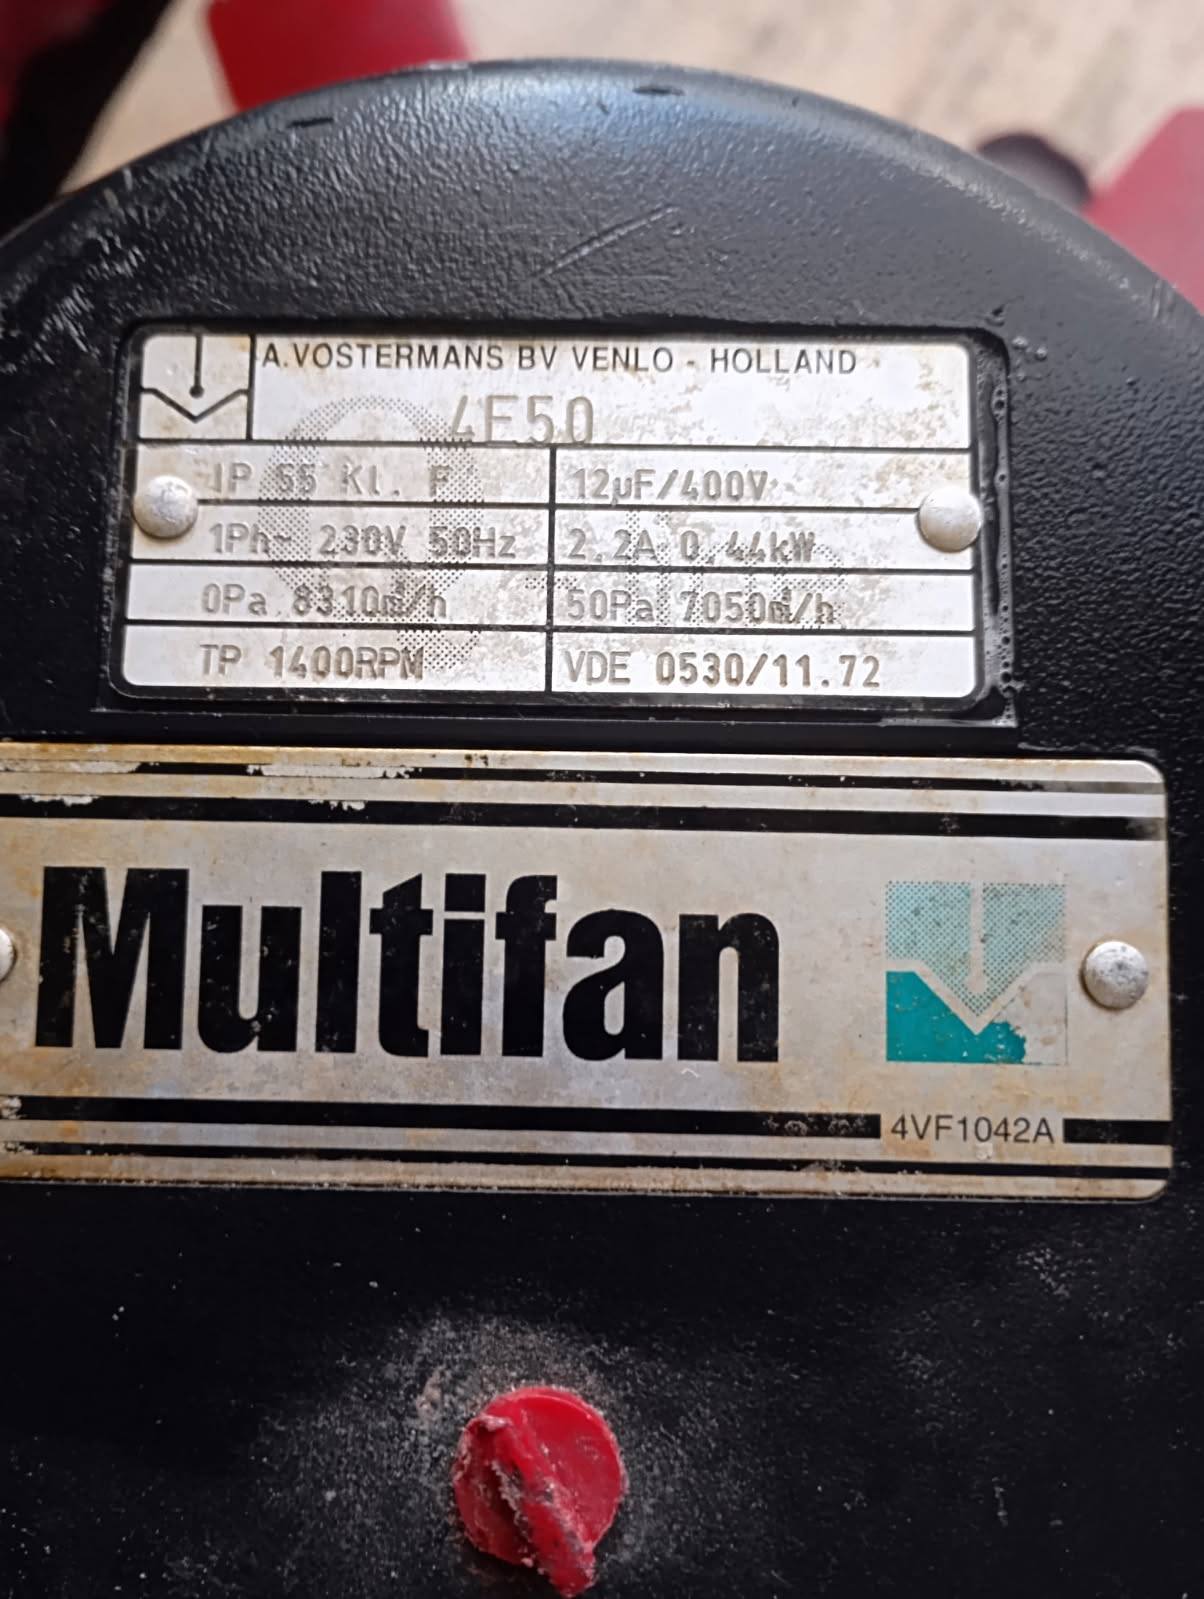 A.VOSTERMANS BV VENLO - HOLLAND
4E50
IP 55 Kl. F
12µF/400V
1Ph~ 230V 50Hz
2.2A 0.44kW
0Pa 8310m³/h
50Pa 7050m³/h
TP 1400RPM
VDE 0530/11.72
Multifan
4VF1042A